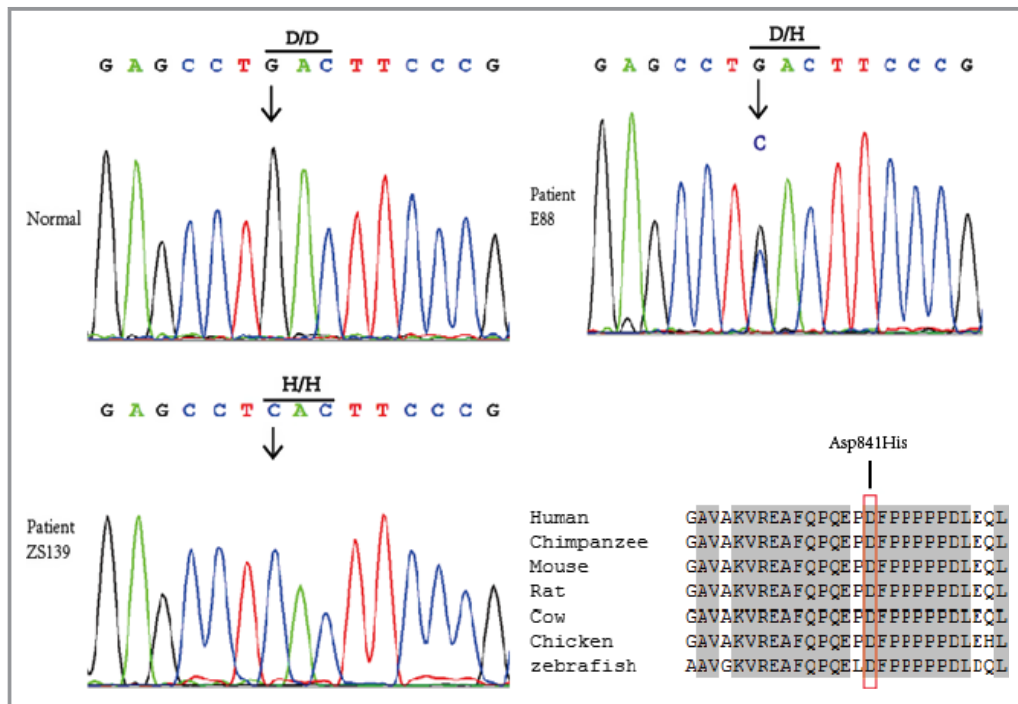 D/D
G A G C C T G A C T T C C C G
Normal
D/H
G A G C C T G A C T T C C C G
C
Patient
E88
H/H
G A G C C T C A C T T C C C G
Patient
ZS139
Asp841His
Human GAVAKVREAFQPQEPDFPPPPPDLEQL
Chimpanzee GAVAKVREAFQPQEPDFPPPPPDLEQL
Mouse GAVAKVREAFQPQEPDFPPPPPDLEQL
Rat GAVAKVREAFQPQEPDFPPPPPDLEQL
Cow GAVAKVREAFQPQEPDFPPPPPDLEQL
Chicken GAVAKVREAFQPQEPDFPPPPPDLEHL
zebrafish AAVGKVREAFQPQELDFPPPPPDLDQL